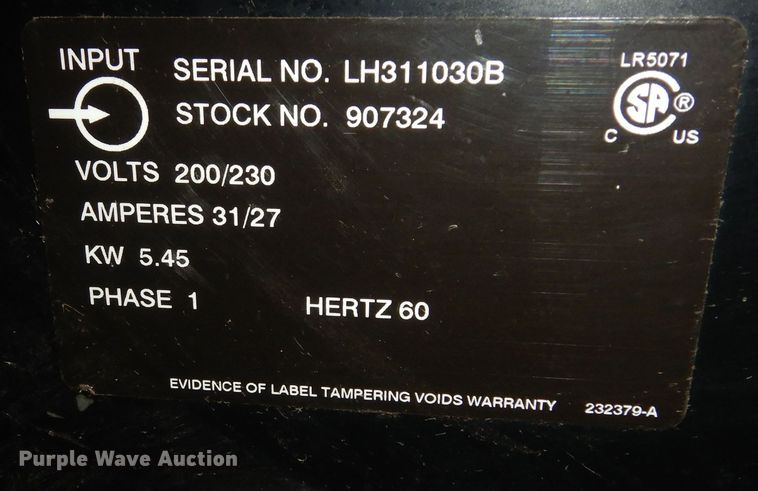 INPUT
SERIAL NO. LH311030B
STOCK NO. 907324
LR5071
SA ®
C US
VOLTS 200/230
AMPERES 31/27
KW 5.45
PHASE 1
HERTZ 60
EVIDENCE OF LABEL TAMPERING VOIDS WARRANTY 232379-A
Purple Wave Auction